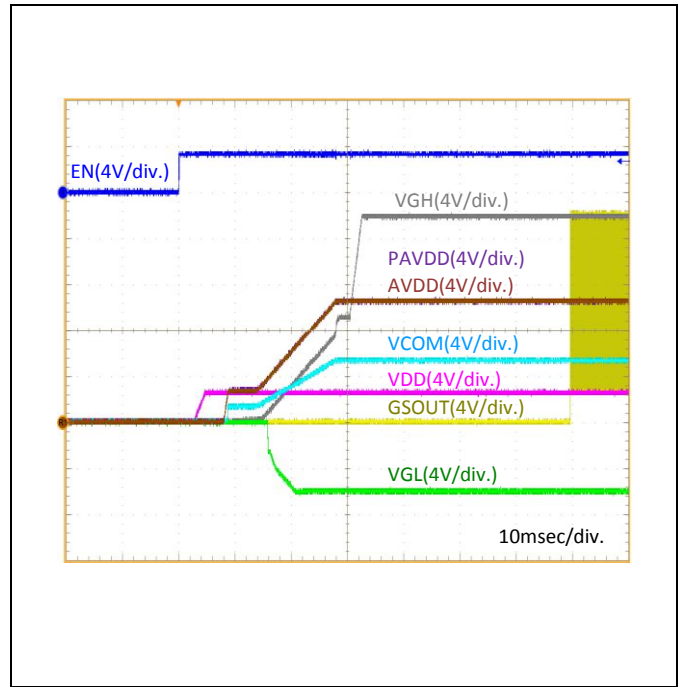 EN(4V/div.)
VGH(4V/div.)
PAVDD(4V/div.)
AVDD(4V/div.)
VCOM(4V/div.)
VDD(4V/div.)
GSOUT(4V/div.)
VGL(4V/div.)
10msec/div.